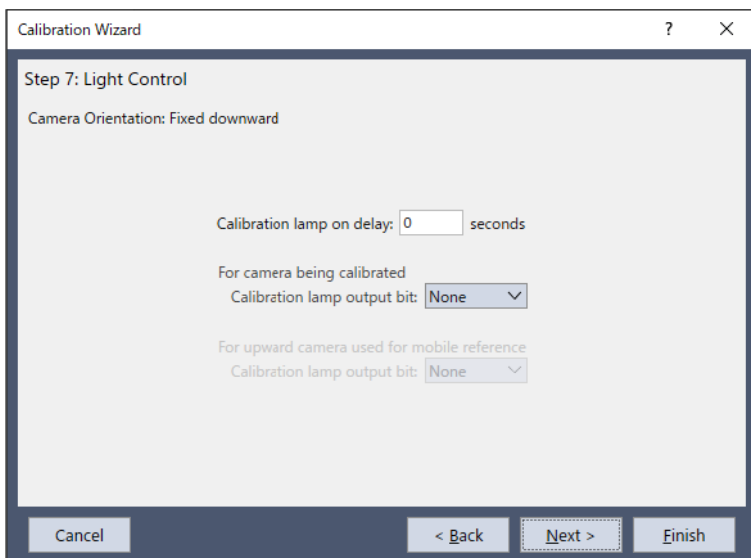 Calibration Wizard ? ×
Step 7: Light Control
Camera Orientation: Fixed downward
Calibration lamp on delay: 0 seconds
For camera being calibrated
Calibration lamp output bit: None
For upward camera used for mobile reference
Calibration lamp output bit: None
Cancel < Back Next > Finish